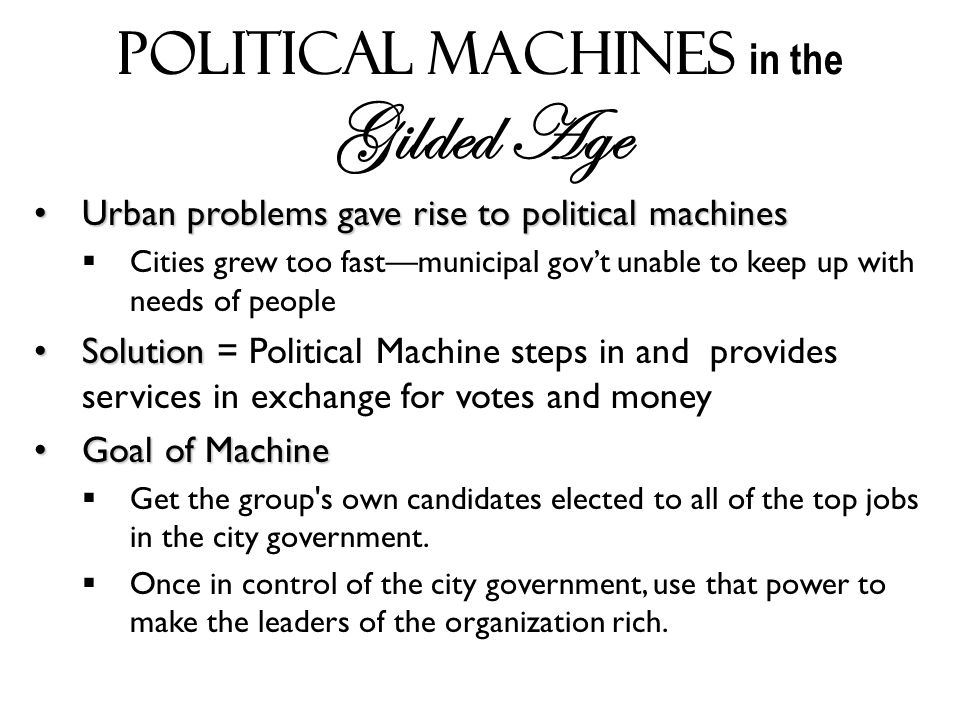 POLITICAL MACHINES in the
Gilded Age
• Urban problems gave rise to political machines
▪ Cities grew too fast—municipal gov’t unable to keep up with
needs of people
• Solution = Political Machine steps in and  provides
services in exchange for votes and money
• Goal of Machine
▪ Get the group's own candidates elected to all of the top jobs
in the city government.
▪ Once in control of the city government, use that power to
make the leaders of the organization rich.